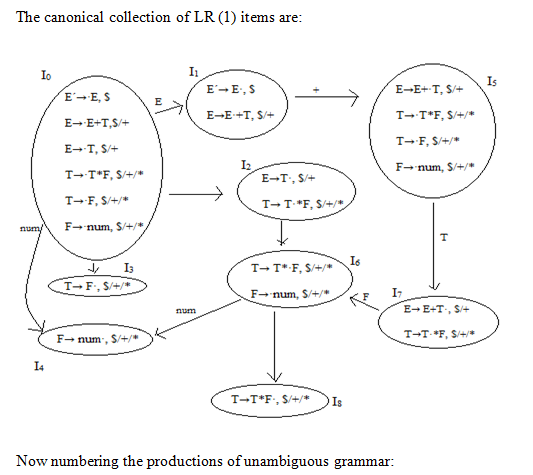 The canonical collection of LR (1) items are:
I₀
E´→·E, $
E→·E+T,$/+
E→·T, $/+
T→·T*F, $/+/*
T→·F, $/+/*
F→·num, $/+/*
E
I₁
E´→E·, $
E→E·+T, $/+
+
I₅
E→E+·T, $/+
T→·T*F, $/+/*
T→·F, $/+/*
F→·num, $/+/*
I₂
E→T·, $/+
T→T·*F, $/+/*
num
I₃
T→F·, $/+/*
T
I₆
T→T*·F, $/+/*
F→·num, $/+/*
F
I₇
E→E+T·, $/+
T→T·*F, $/+/*
num
F→num·, $/+/*
I₄
T→T*F·, $/+/*
I₈
Now numbering the productions of unambiguous grammar: